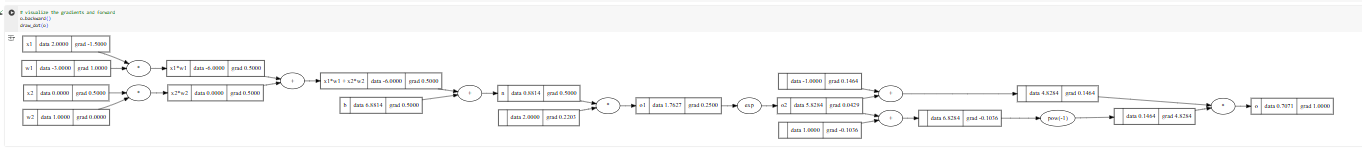 # visualize the gradients and forward
o.backward()
draw_dot(o)
x1 data 2.0000 grad -1.5000
w1 data -3.0000 grad 1.0000
*
x1*w1 data -6.0000 grad 0.5000
x2 data 0.0000 grad 0.5000
*
x2*w2 data 0.0000 grad 0.5000
w2 data 1.0000 grad 0.0000
+
x1*w1 + x2*w2 data -6.0000 grad 0.5000
b data 6.8814 grad 0.5000
+
n data 0.8814 grad 0.5000
data 2.0000 grad 0.2203
*
o1 data 1.7627 grad 0.2500
exp
data -1.0000 grad 0.1464
o2 data 5.8284 grad 0.0429
data 1.0000 grad -0.1036
+
+
data 4.8284 grad 0.1464
data 6.8284 grad -0.1036
pow(-1)
data 0.1464 grad 4.8284
*
o data 0.7071 grad 1.0000